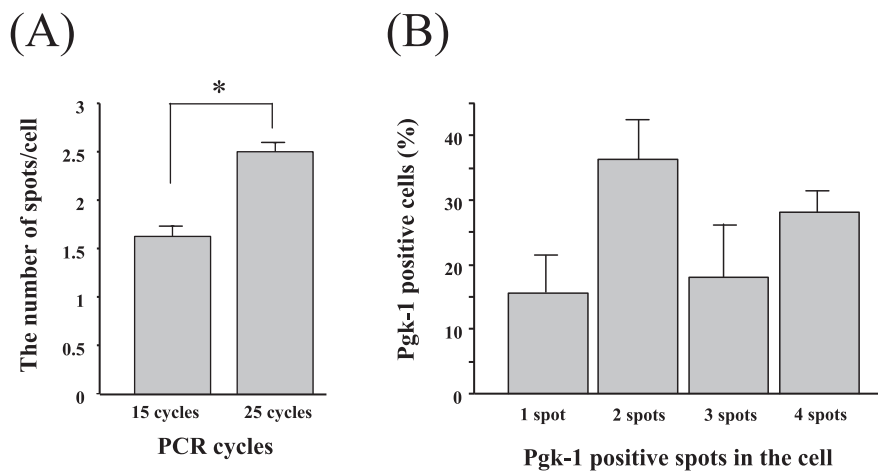 (A)
*
The number of spots/cell
3
2.5
2
1.5
1
0.5
0
15 cycles
25 cycles
PCR cycles
(B)
Pgk-1 positive cells (%)
40
30
20
10
0
1 spot
2 spots
3 spots
4 spots
Pgk-1 positive spots in the cell